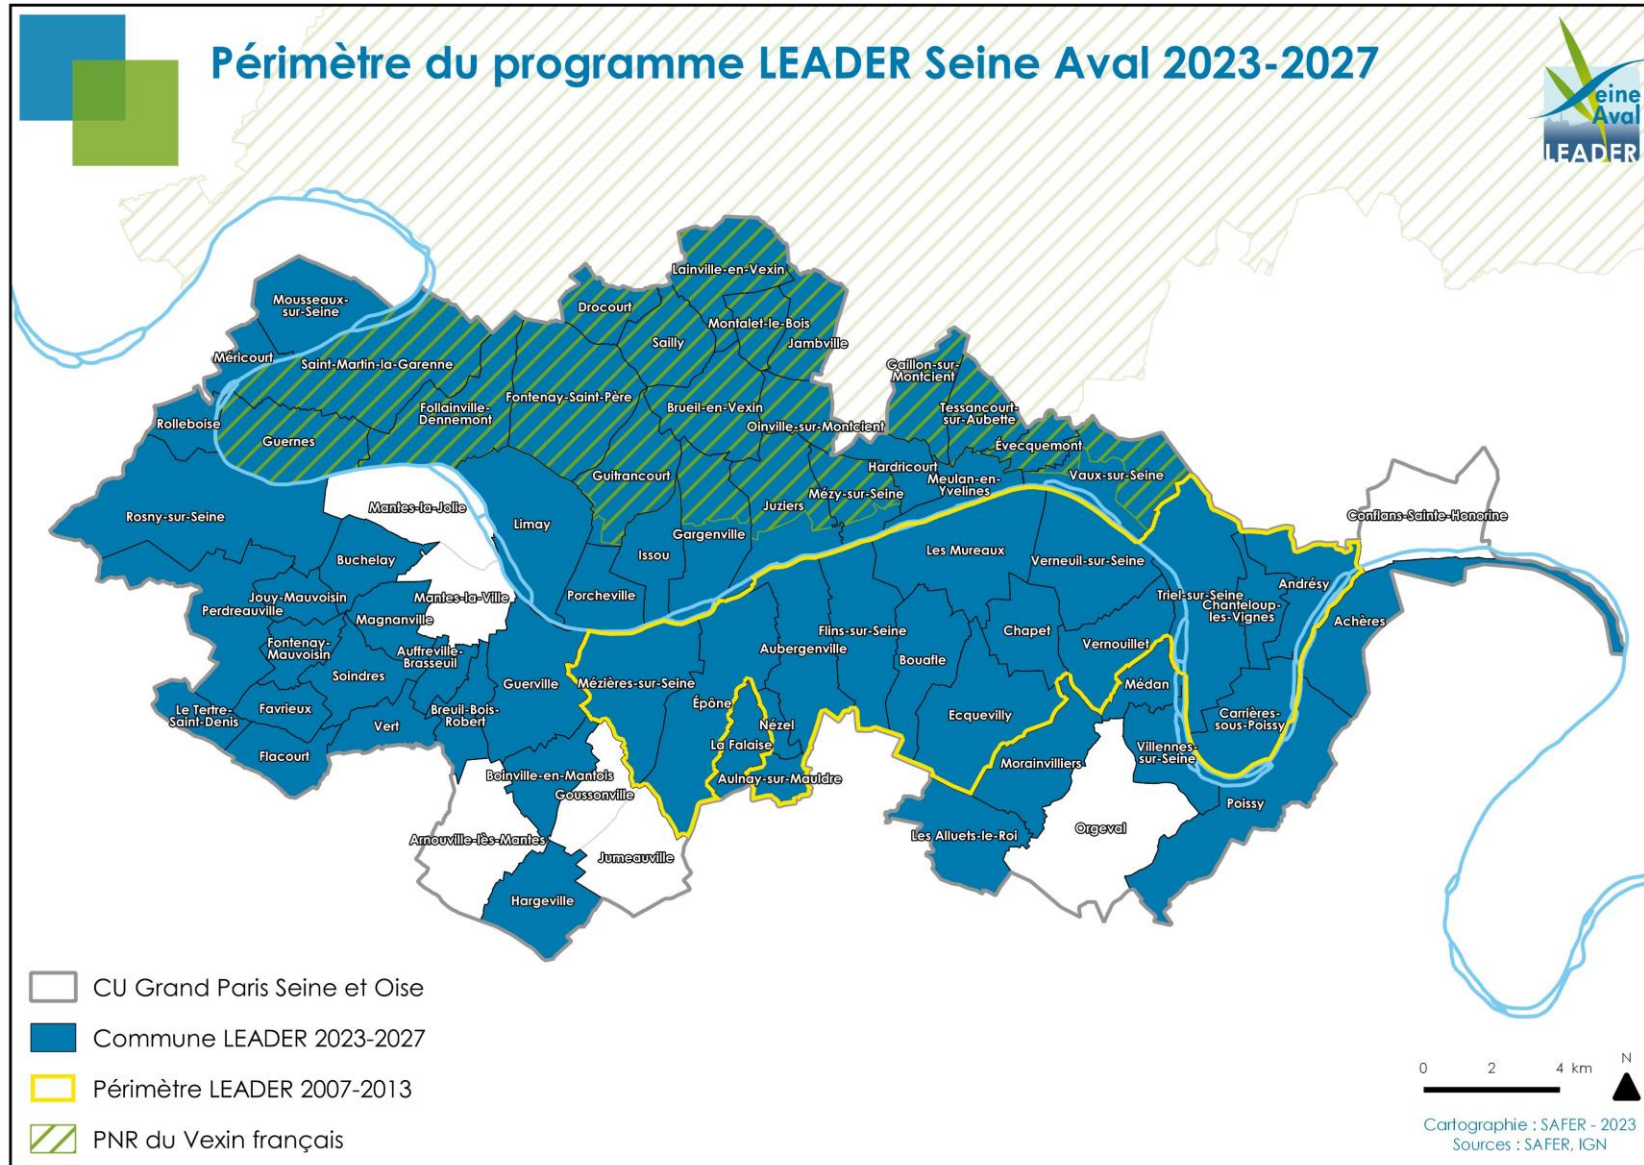 Périmètre du programme LEADER Seine Aval 2023-2027
Seine
Aval
LEADER
Lainville-en-Vexin
Mousseaux-
sur-Seine
Drocourt
Montalet-le-Bois
Sailly
Jambville
Méricourt
Saint-Martin-la-Garenne
Gaillon-sur-
Montcient
Fontenay-Saint-Père
Follainville-
Dennemont
Brueil-en-Vexin
Tessancourt-
sur-Aubette
Rolleboise
Oinville-sur-Montcient
Guernes
Évecquemont
Guitrancourt
Hardricourt
Vaux-sur-Seine
Meulan-en-
Yvelines
Mézy-sur-Seine
Juziers
Mantes-la-Jolie
Conflans-Sainte-Honorine
Rosny-sur-Seine
Limay
Gargenville
Issou
Les Mureaux
Buchelay
Verneuil-sur-Seine
Andrésy
Jouy-Mauvoisin
Mantes-la-Ville
Porcheville
Triel-sur-Seine
Perdreauville
Chanteloup-
les-Vignes
Achères
Magnanville
Flins-sur-Seine
Chapet
Fontenay-
Mauvoisin
Auffreville-
Brasseuil
Aubergenville
Vernouillet
Bouafle
Soindres
Guerville
Mézières-sur-Seine
Médan
Le Tertre-
Saint-Denis
Favrieux
Breuil-Bois-
Robert
Épône
Ecquevilly
Vert
Nézel
Carrières-
sous-Poissy
La Falaise
Flacourt
Villennes-
sur-Seine
Boinville-en-Mantois
Aulnay-sur-Mauldre
Morainvilliers
Goussonville
Poissy
Orgeval
Les Alluets-le-Roi
Arnouville-lès-Mantes
Jumeauville
Hargeville
CU Grand Paris Seine et Oise
Commune LEADER 2023-2027
Périmètre LEADER 2007-2013
PNR du Vexin français
0 2 4 km
N
Cartographie : SAFER - 2023
Sources : SAFER, IGN